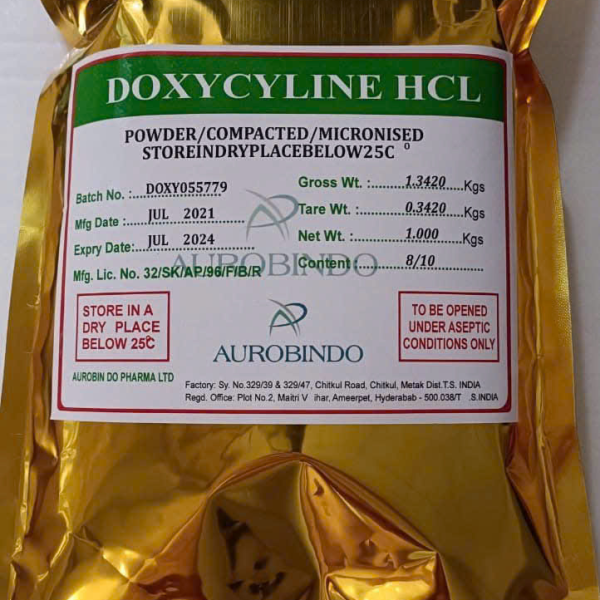 DOXYCYLINE HCL
POWDER/COMPACTED/MICRONISED
STOREINDRYPLACEBELOW25C °
Batch No. :..DOXY055779
Mfg Date :...JUL 2021
Expry Date:...JUL 2024
Mfg. Lic. No. 32/SK/AP/96/F/B/R
Gross Wt. :...1.3420...Kgs
Tare Wt. :...0.3420...Kgs
Net Wt. :...1.000...Kgs
Content :...8/10
AUROBINDO
STORE IN A
DRY PLACE
BELOW 25°C
AUROBINDO
TO BE OPENED
UNDER ASEPTIC
CONDITIONS ONLY
AUROBIN DO PHARMA LTD
Factory: Sy. No.329/39 & 329/47, Chitkul Road, Chitkul, Metak Dist.T.S. INDIA
Regd. Office: Plot No.2, Maitri V ihar, Ameerpet, Hyderabab - 500.038/T .S.INDIA